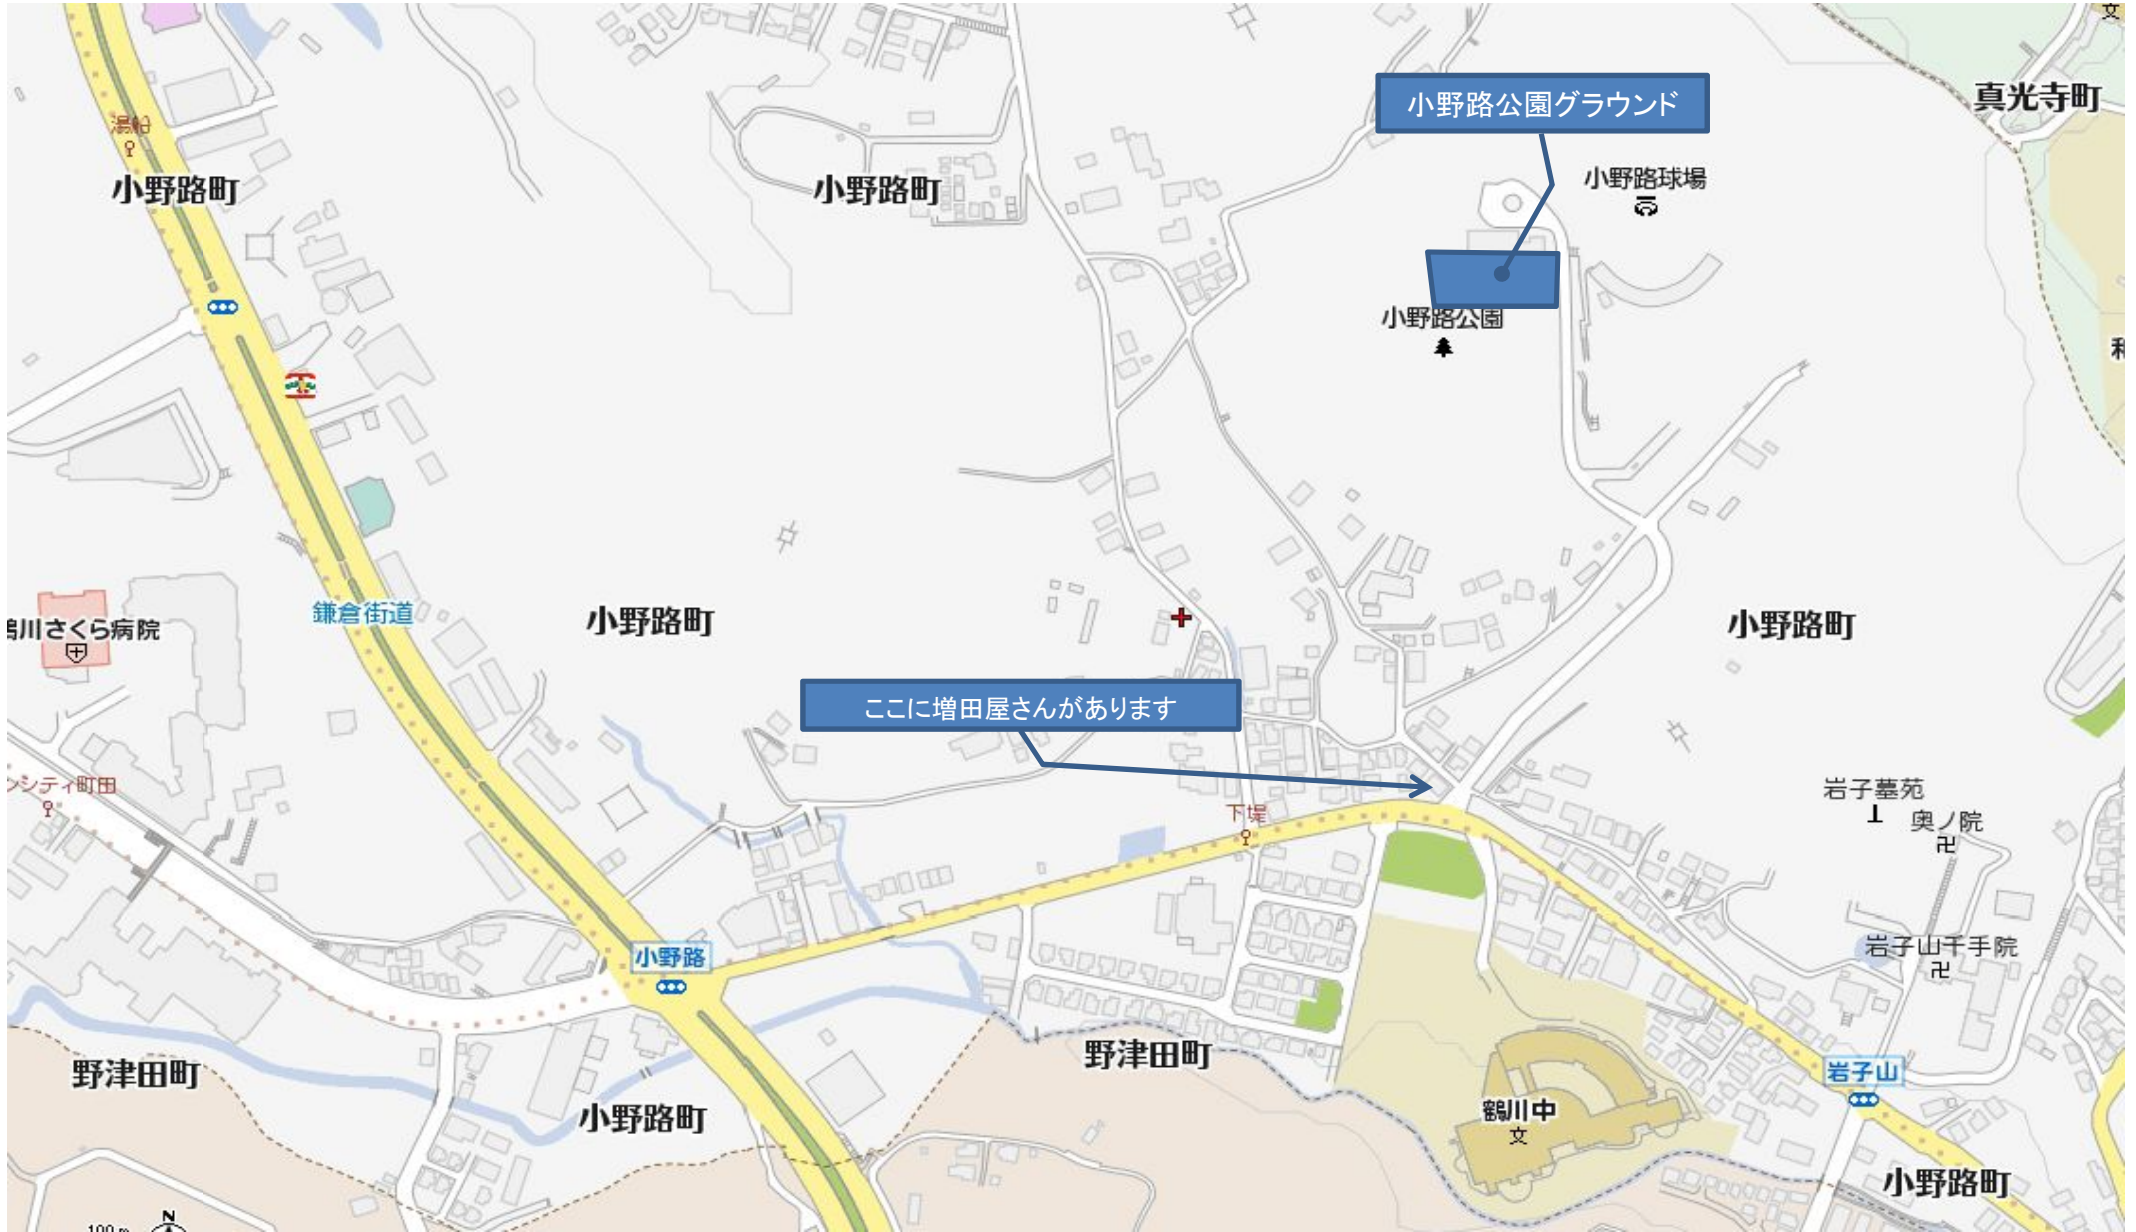 湯船
小野路町
小野路町
小野路公園グラウンド
小野路球場
真光寺町
小野路公園
鎌倉街道
小野路町
小野路町
鶴川さくら病院
ここに増田屋さんがあります
下堤
岩子墓苑
奥ノ院
岩子山千手院
ンシティ町田
小野路
野津田町
野津田町
小野路町
岩子山
鶴川中
小野路町
100 m
N